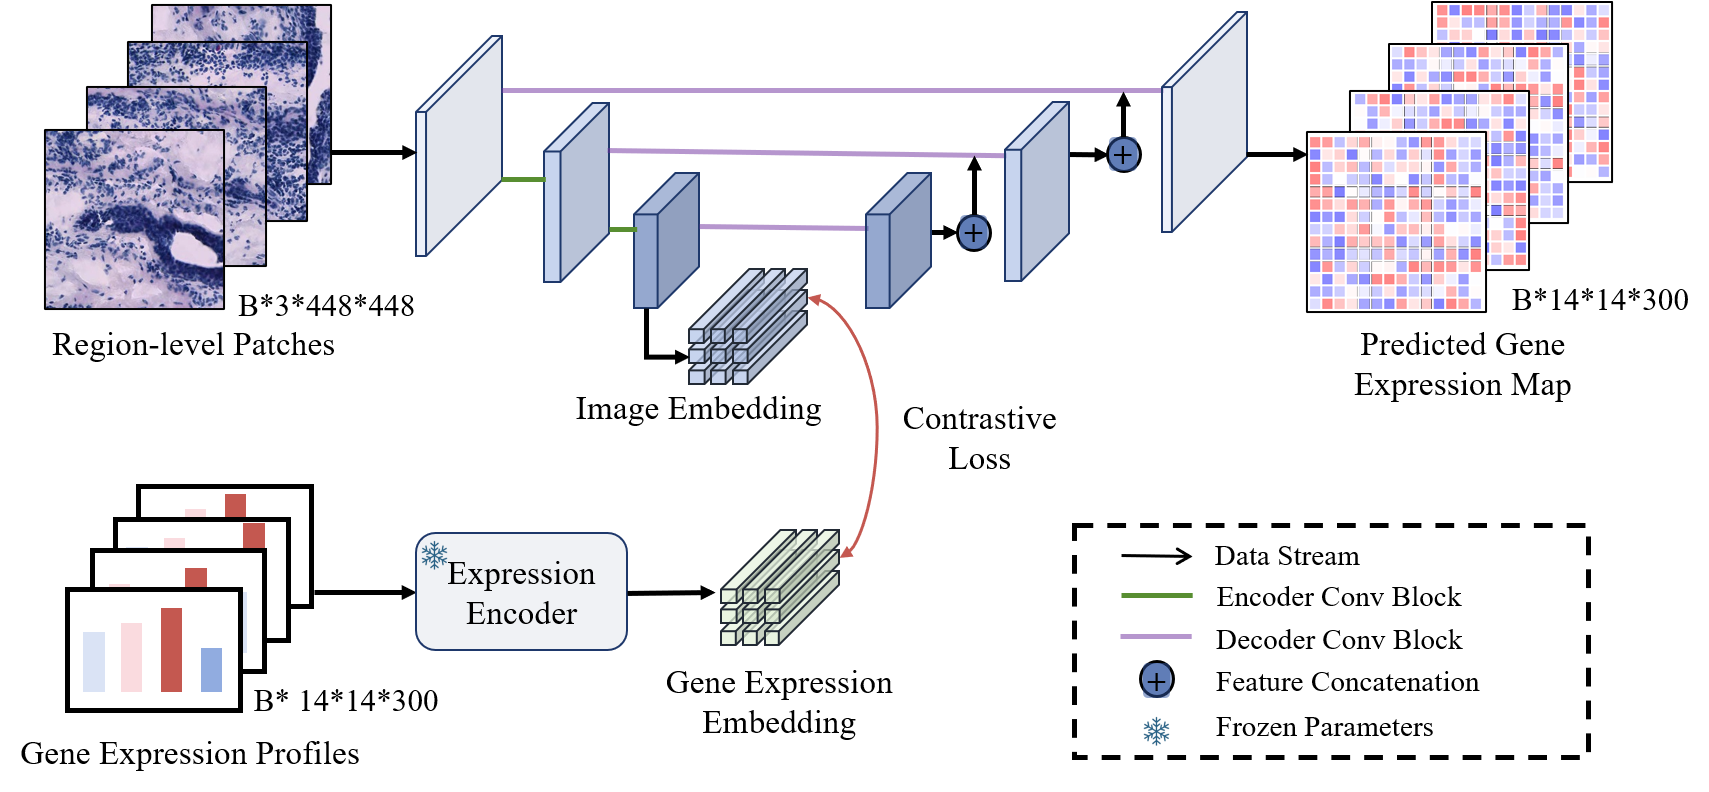 B*3*448*448
Region-level Patches
Image Embedding
Contrastive
Loss
B*14*14*300
Predicted Gene
Expression Map
Expression
Encoder
B* 14*14*300
Gene Expression Profiles
Gene Expression
Embedding
Data Stream
Encoder Conv Block
Decoder Conv Block
Feature Concatenation
Frozen Parameters